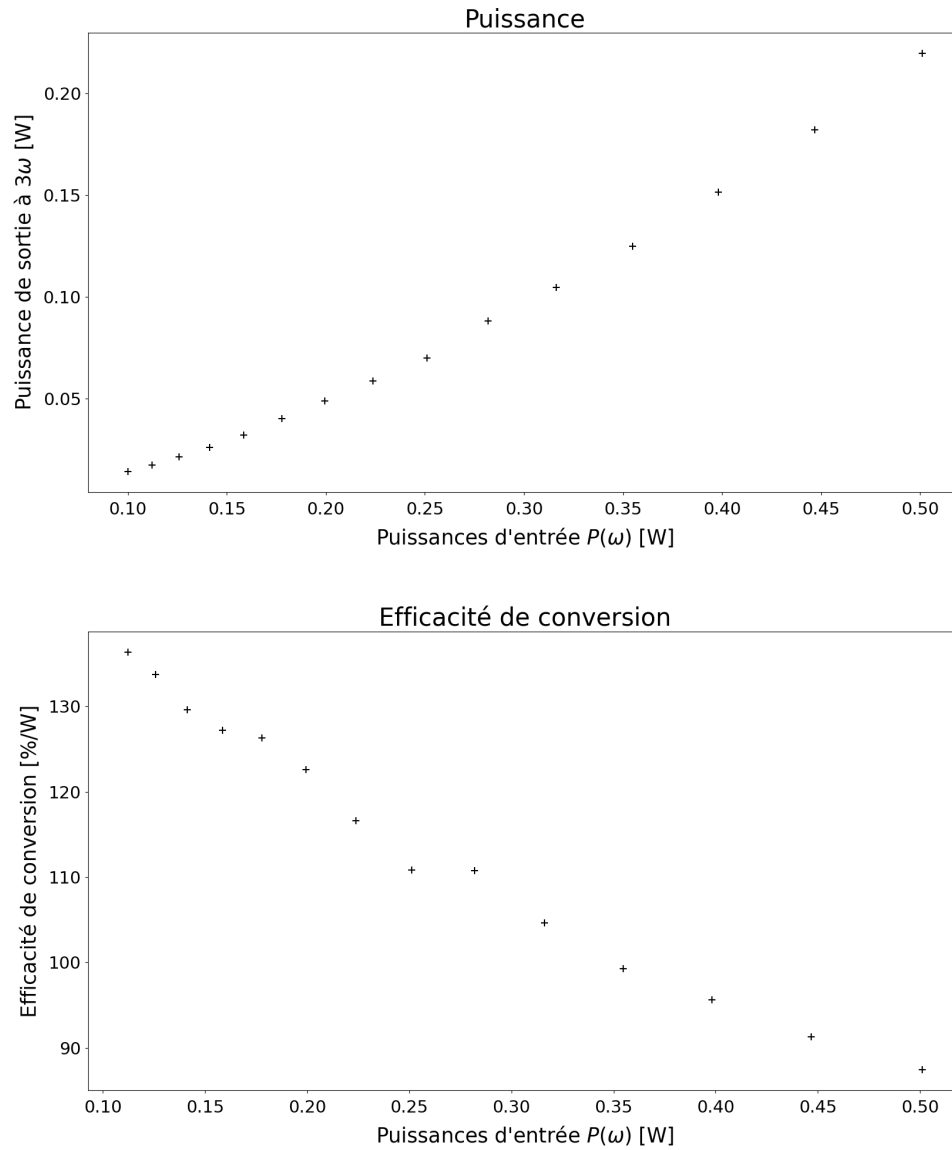 Puissance
Puissance de sortie à 3ω [W]
0.20
0.15
0.10
0.05
0.10 0.15 0.20 0.25 0.30 0.35 0.40 0.45 0.50
Puissances d'entrée P(ω) [W]
Efficacité de conversion
Efficacité de conversion [%/W]
130
120
110
100
90
0.10 0.15 0.20 0.25 0.30 0.35 0.40 0.45 0.50
Puissances d'entrée P(ω) [W]